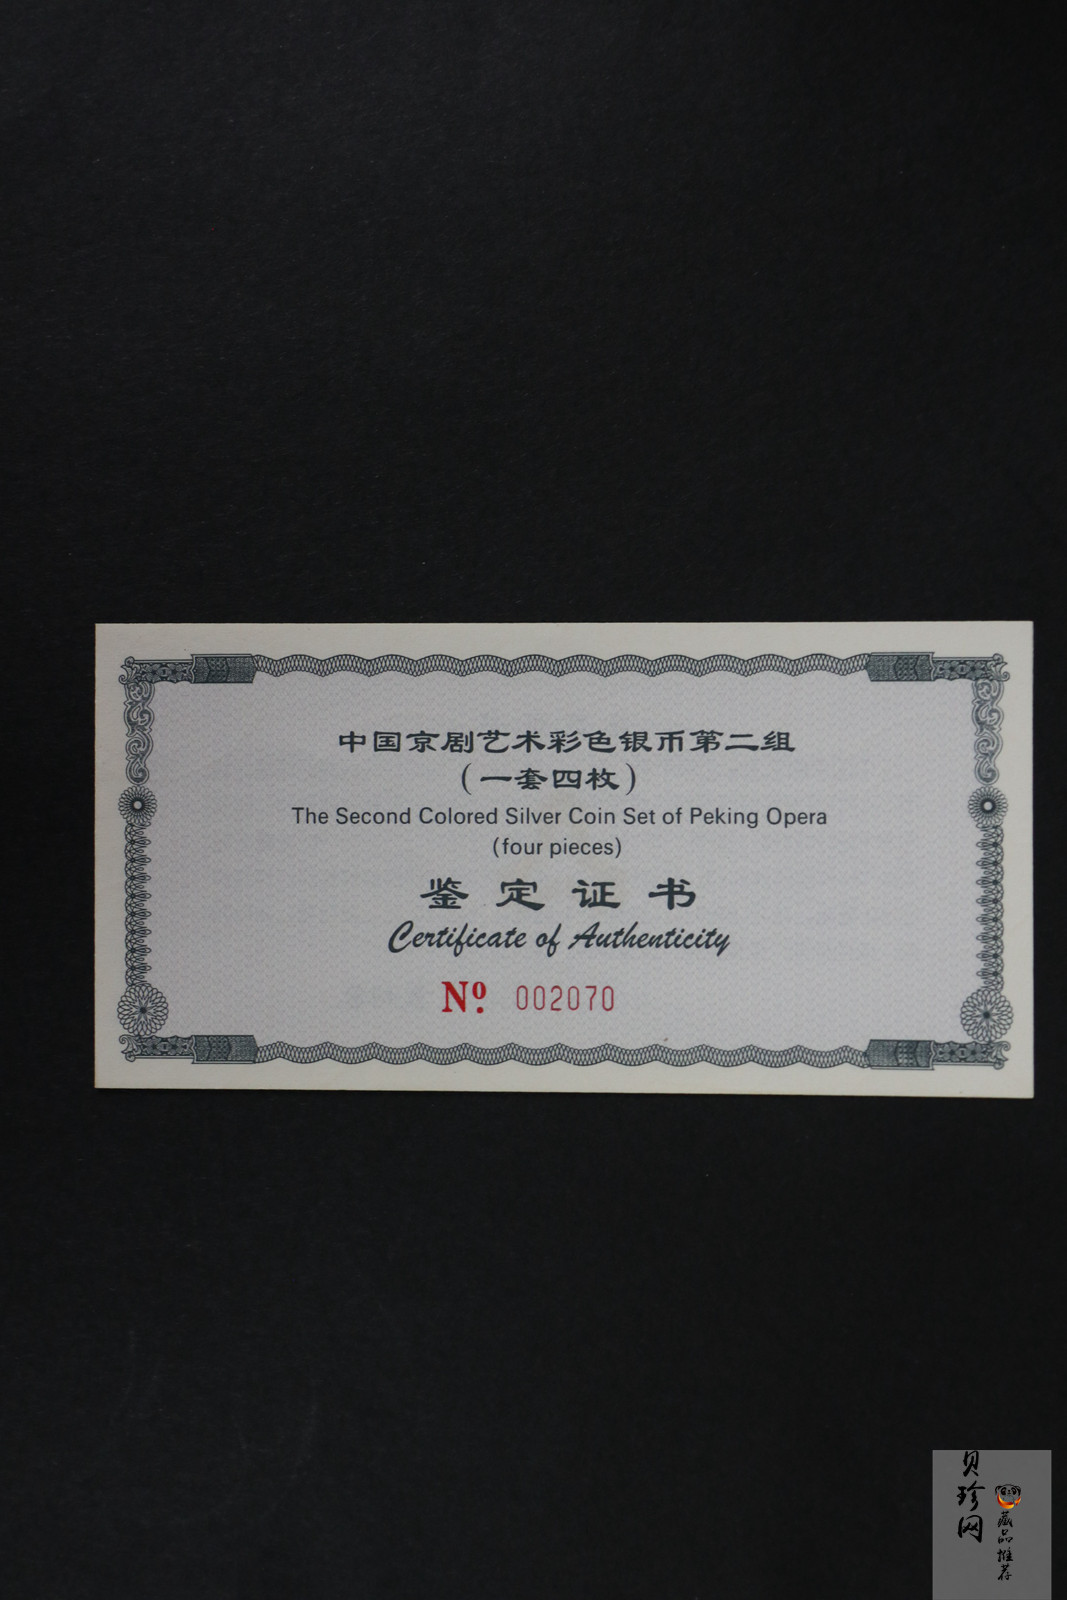 中国京剧艺术彩色银币第二组
(一套四枚)
The Second Colored Silver Coin Set of Peking Opera
(four pieces)
鉴定证书
Certificate of Authenticity
Nº. 002070
贝珍网
藏品推荐